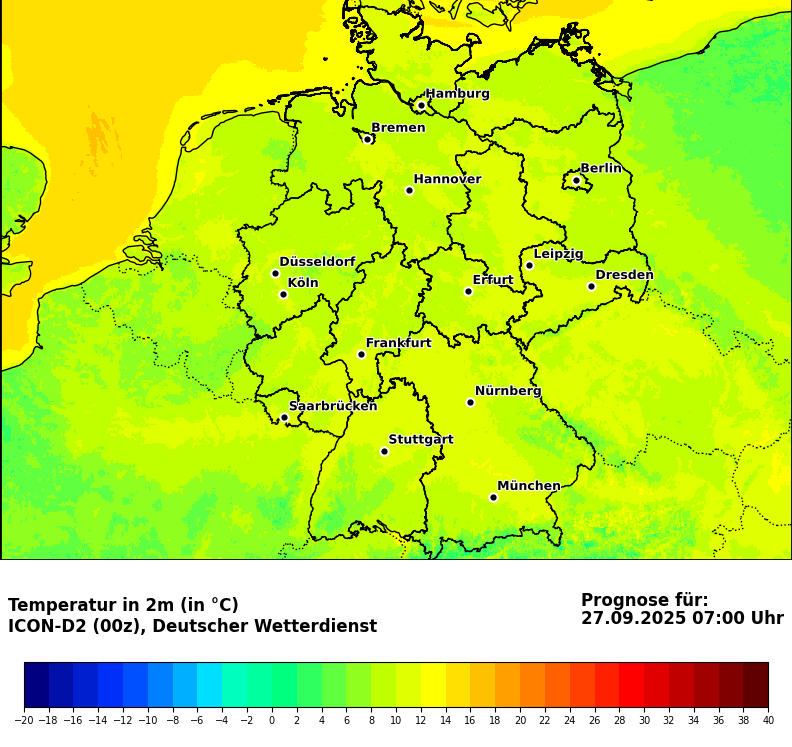 Hamburg
Bremen
Berlin
Hannover
Leipzig
Düsseldorf
Dresden
Köln
Erfurt
Frankfurt
Nürnberg
Saarbrücken
Stuttgart
München
Temperatur in 2m (in °C)
ICON-D2 (00z), Deutscher Wetterdienst
Prognose für:
27.09.2025 07:00 Uhr
−20 −18 −16 −14 −12 −10 −8 −6 −4 −2 0 2 4 6 8 10 12 14 16 18 20 22 24 26 28 30 32 34 36 38 40